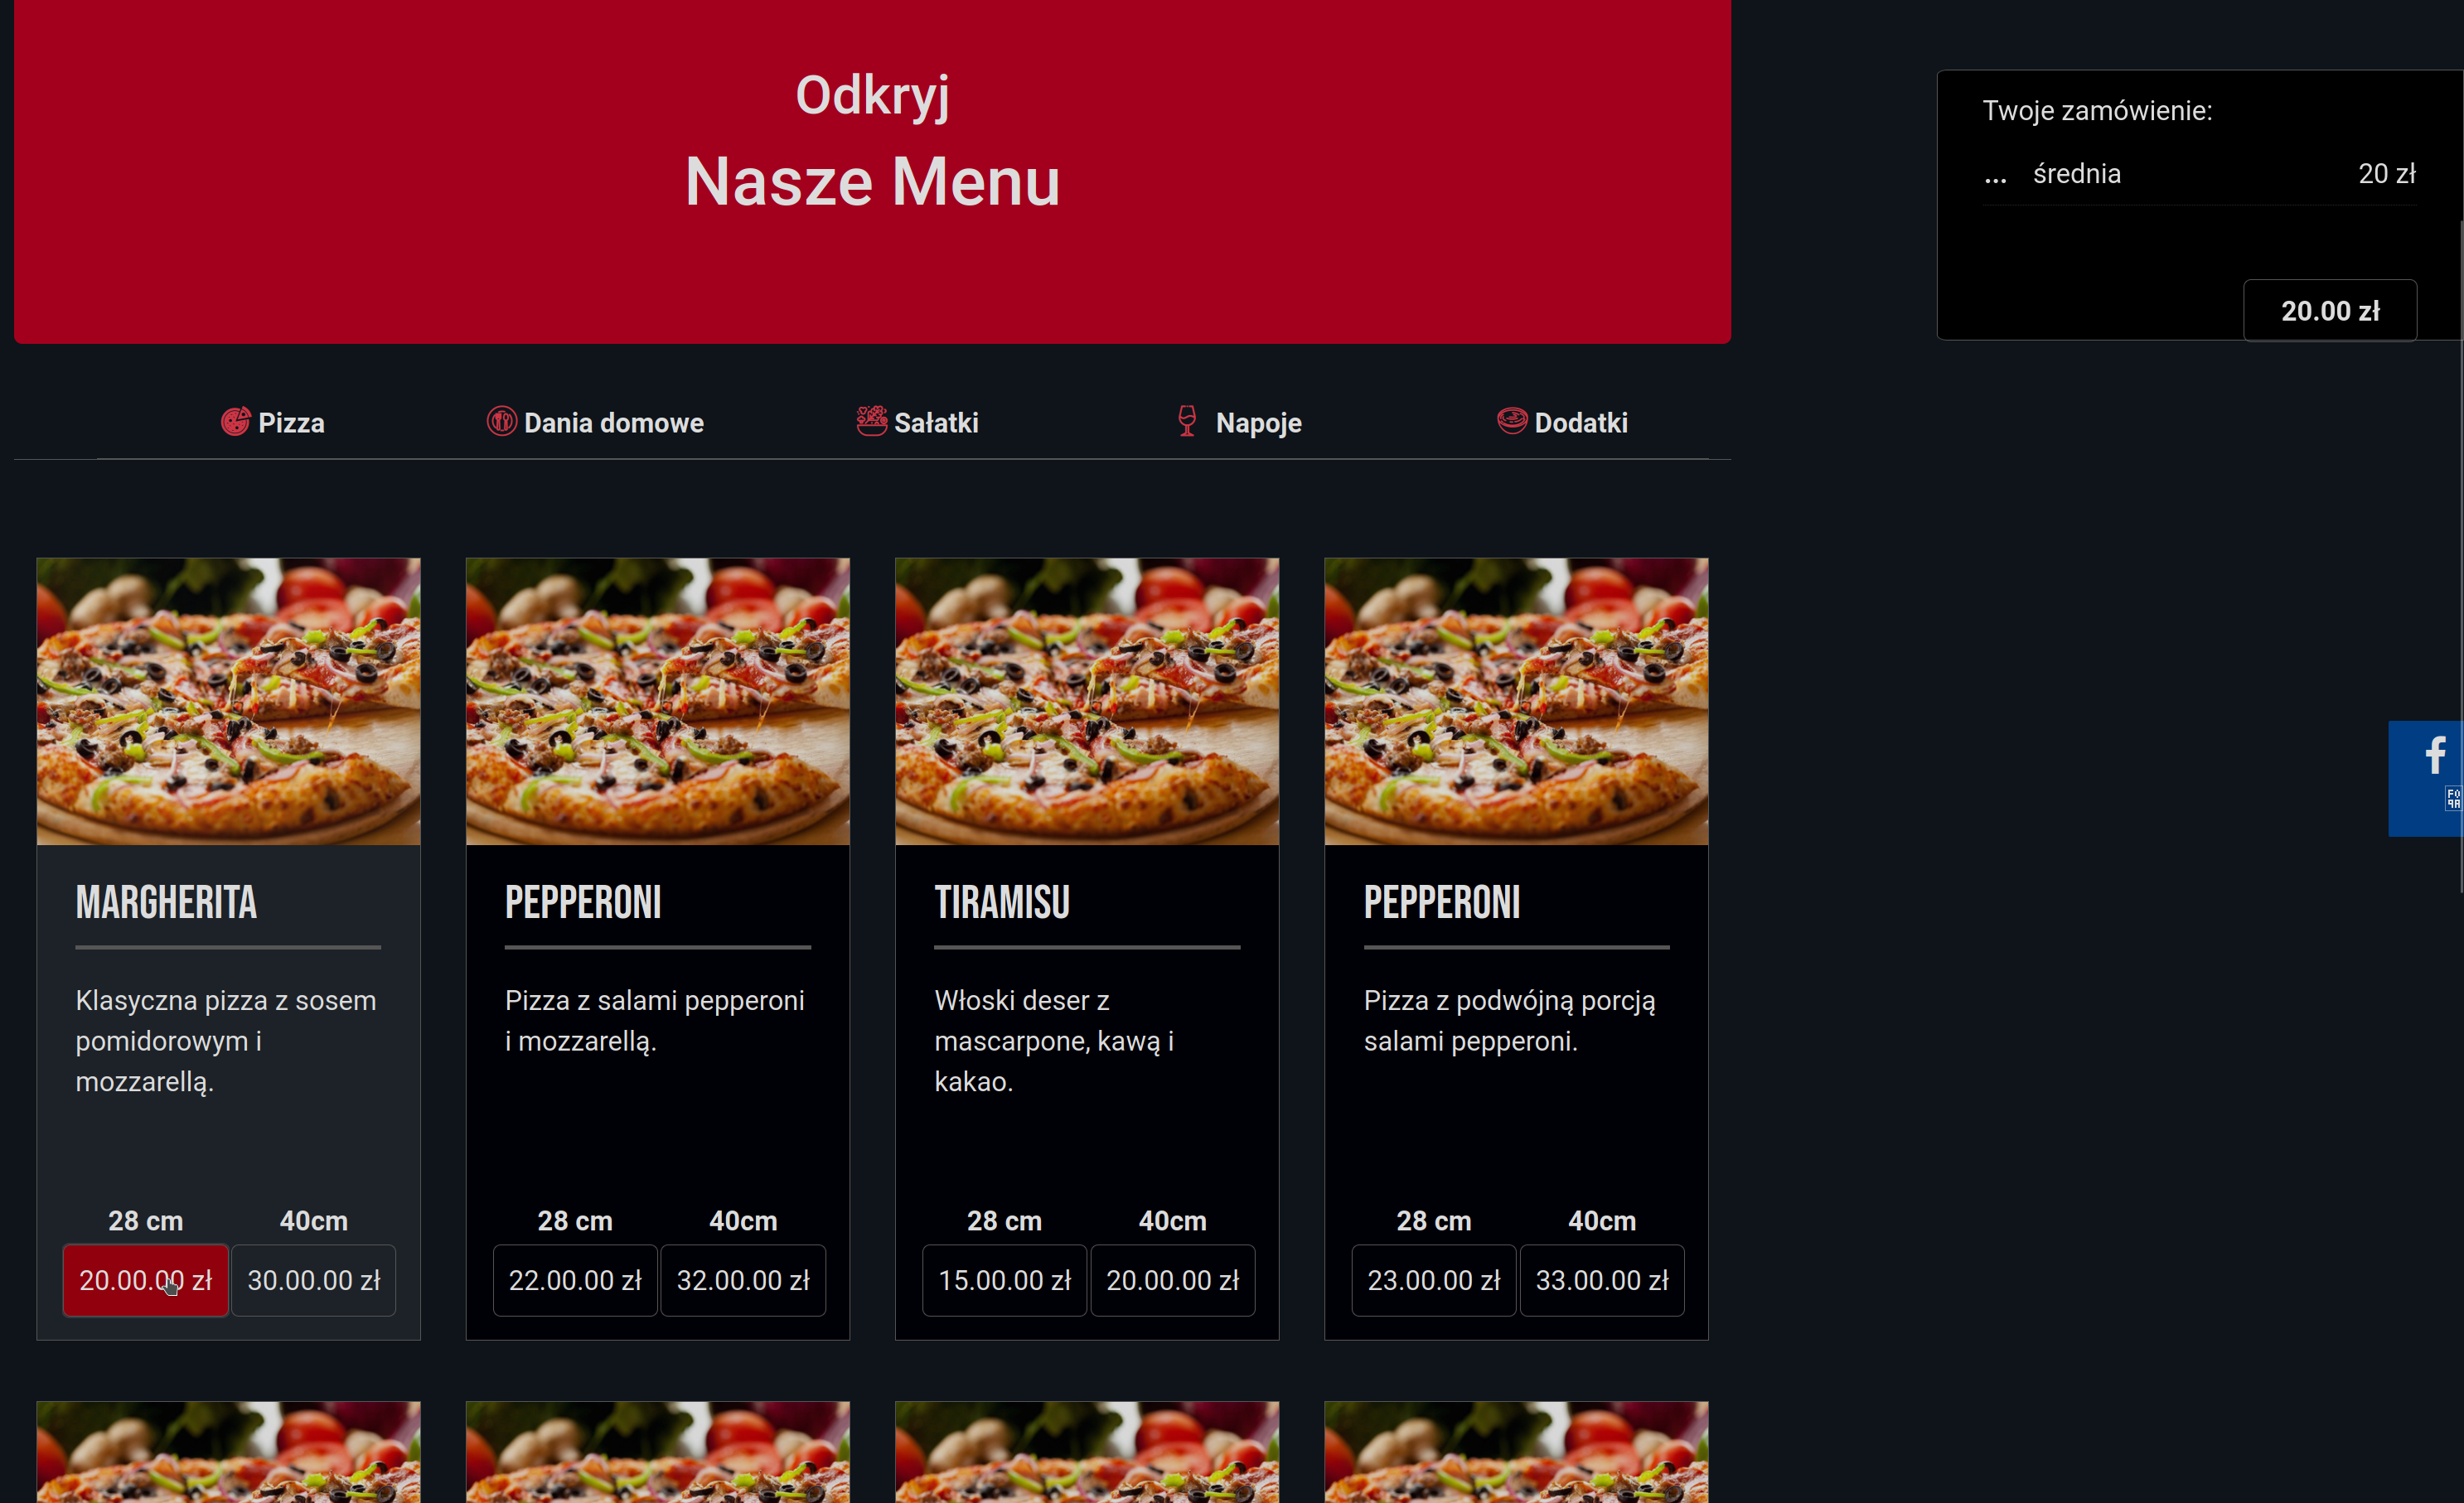 Odkryj
Nasze Menu
Twoje zamówienie:
... średnia 20 zł
20.00 zł
Pizza Dania domowe Sałatki Napoje Dodatki
MARGHERITA
Klasyczna pizza z sosem
pomidorowym i
mozzarellą.
28 cm 40cm
20.00.00 zł 30.00.00 zł
PEPPERONI
Pizza z salami pepperoni
i mozzarellą.
28 cm 40cm
22.00.00 zł 32.00.00 zł
TIRAMISU
Włoski deser z
mascarpone, kawą i
kakao.
28 cm 40cm
15.00.00 zł 20.00.00 zł
PEPPERONI
Pizza z podwójną porcją
salami pepperoni.
28 cm 40cm
23.00.00 zł 33.00.00 zł